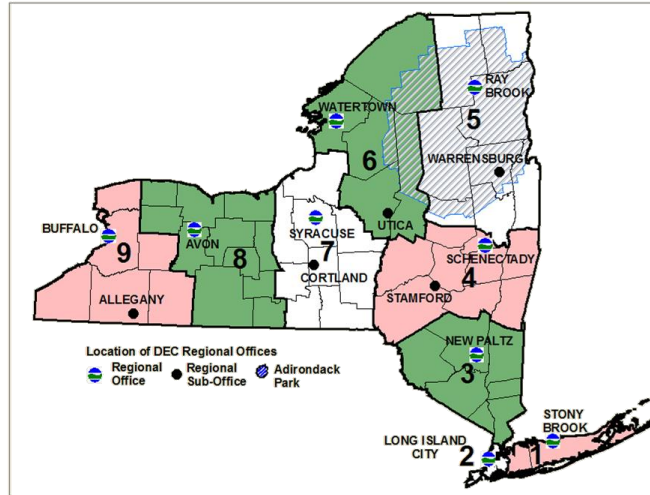 RAY
BROOK
5
WATERTOWN
6
WARRENSBURG
BUFFALO
9
AVON
8
SYRACUSE
7
CORTLAND
UTICA
SCHENECTADY
4
STAMFORD
ALLEGANY
NEW PALTZ
3
Location of DEC Regional Offices
Regional
Office
Regional
Sub-Office
Adirondack
Park
STONY
BROOK
LONG ISLAND
CITY
2
1